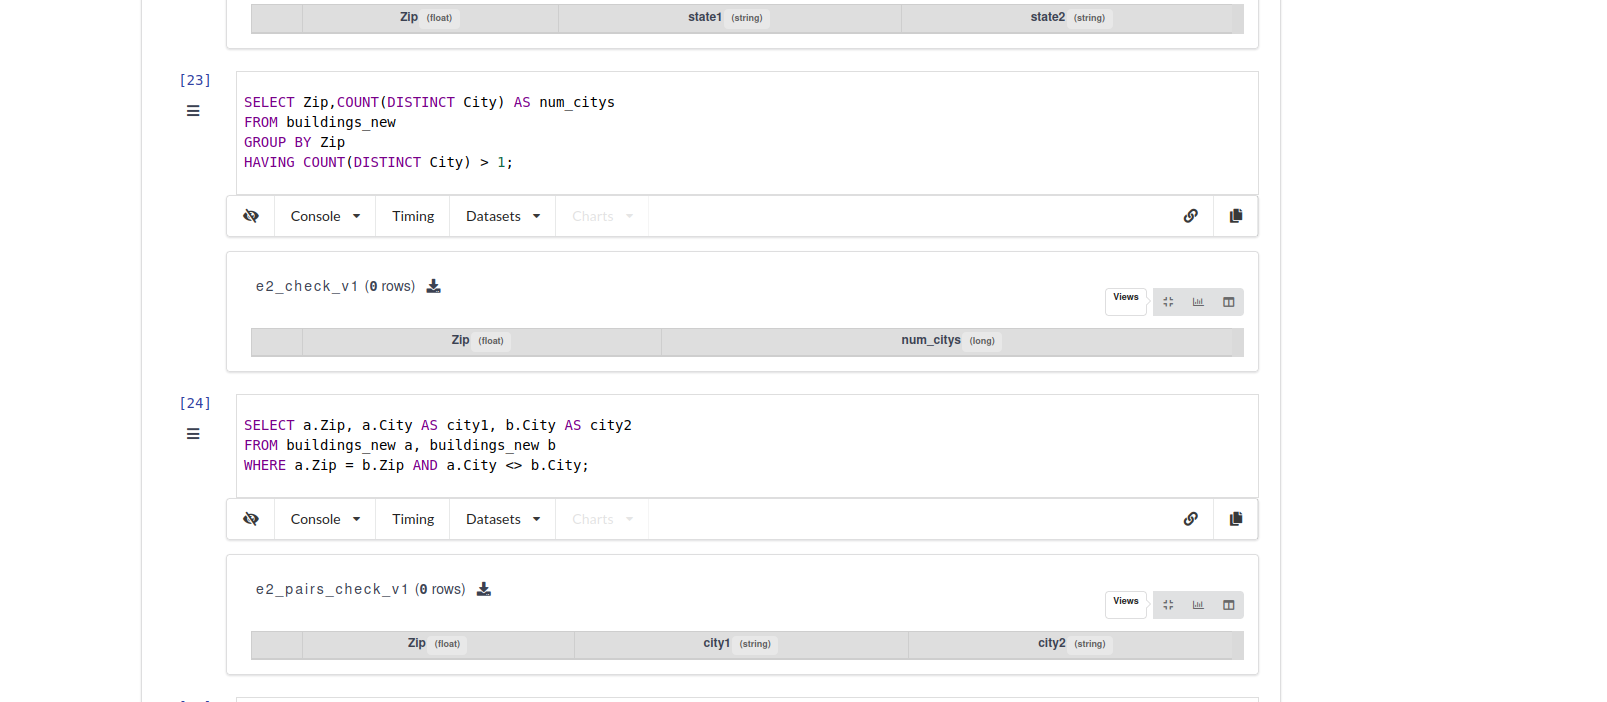 Zip (float) state1 (string) state2 (string)
[23]
SELECT Zip,COUNT(DISTINCT City) AS num_citys
FROM buildings_new
GROUP BY Zip
HAVING COUNT(DISTINCT City) > 1;
Console Timing Datasets Charts
e2_check_v1 (0 rows)
Views
Zip (float) num_citys (long)
[24]
SELECT a.Zip, a.City AS city1, b.City AS city2
FROM buildings_new a, buildings_new b
WHERE a.Zip = b.Zip AND a.City <> b.City;
Console Timing Datasets Charts
e2_pairs_check_v1 (0 rows)
Views
Zip (float) city1 (string) city2 (string)